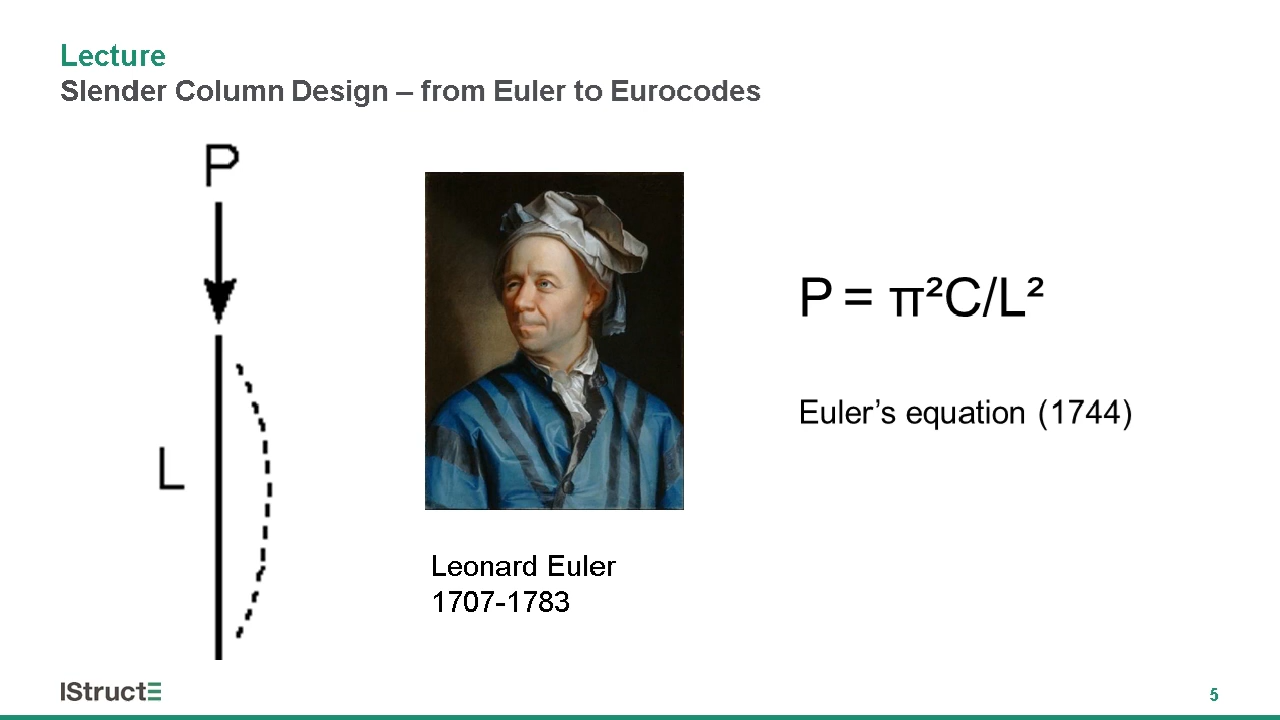 Lecture
Slender Column Design – from Euler to Eurocodes
P
L
P = π²C/L²
Euler’s equation (1744)
Leonard Euler
1707-1783
IStructE
5